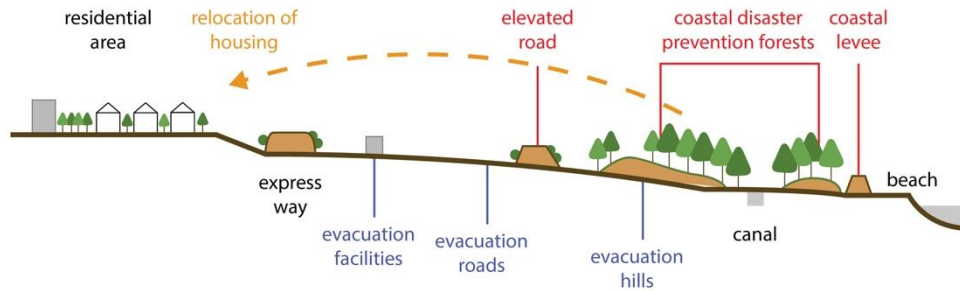 residential
area
relocation of
housing
elevated
road
coastal disaster
prevention forests
coastal
levee
express
way
evacuation
facilities
evacuation
roads
evacuation
hills
canal
beach